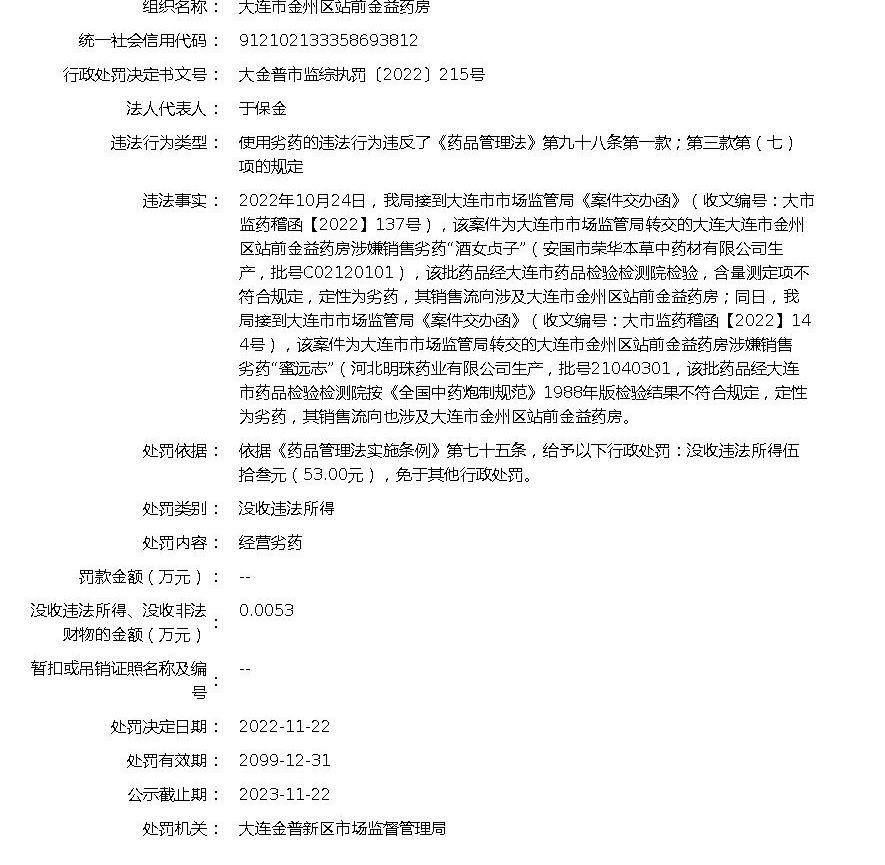 组织名称： 大连市金州区站前金益药房
统一社会信用代码： 912102133358693812
行政处罚决定书文号： 大金普市监综执罚〔2022〕215号
法人代表人： 于保金
违法行为类型： 使用劣药的违法行为违反了《药品管理法》第九十八条第一款；第三款第（七）
项的规定
违法事实： 2022年10月24日，我局接到大连市市场监管局《案件交办函》（收文编号：大市
监药稽函【2022】137号），该案件为大连市市场监管局转交的大连大连市金州
区站前金益药房涉嫌销售劣药“酒女贞子”（安国市荣华本草中药材有限公司生
产，批号C02120101），该批药品经大连市药品检验检测院检验，含量测定项不
符合规定，定性为劣药，其销售流向涉及大连市金州区站前金益药房；同日，我
局接到大连市市场监管局《案件交办函》（收文编号：大市监药稽函【2022】14
4号），该案件为大连市市场监管局转交的大连市金州区站前金益药房涉嫌销售
劣药“蜜远志”（河北明珠药业有限公司生产，批号21040301，该批药品经大连
市药品检验检测院按《全国中药炮制规范》1988年版检验结果不符合规定，定性
为劣药，其销售流向也涉及大连市金州区站前金益药房。
处罚依据： 依据《药品管理法实施条例》第七十五条，给予以下行政处罚：没收违法所得伍
拾叁元（53.00元），免于其他行政处罚。
处罚类别： 没收违法所得
处罚内容： 经营劣药
罚款金额（万元）： --
没收违法所得、没收非法
财物的金额（万元）： 0.0053
暂扣或吊销证照名称及编
号： --
处罚决定日期： 2022-11-22
处罚有效期： 2099-12-31
公示截止期： 2023-11-22
处罚机关： 大连金普新区市场监督管理局